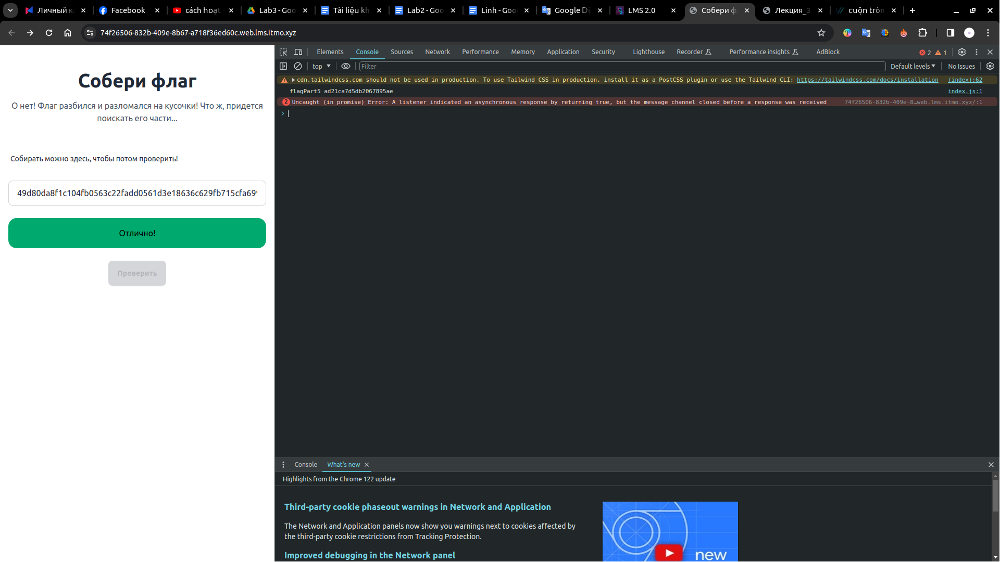 Личный к
Facebook
cách hoạt
Lab3 - Goo
Tài liệu kh
Lab2 - Goo
Linh - Goo
Google Dị
LMS 2.0
Собери ф
Лекция_3
cuộn tròn
74f26506-832b-409e-8b67-a718f36ed60c.web.lms.itmo.xyz
Собери флаг
О нет! Флаг разбился и разломался на кусочки! Что ж, придется
поискать его части...
Собирать можно здесь, чтобы потом проверить!
49d80da8f1c104fb0563c22fadd0561d3e18636c629fb715cfa699
Отлично!
Проверить
Elements Console Sources Network Performance Memory Application Security Lighthouse Recorder Performance insights AdBlock 2 1
top Filter Default levels No Issues
cdn.tailwindcss.com should not be used in production. To use Tailwind CSS in production, install it as a PostCSS plugin or use the Tailwind CLI: https://tailwindcss.com/docs/installation (index):62
flagPart5 ad21ca7d5db2067895ae index.js:1
2 Uncaught (in promise) Error: A listener indicated an asynchronous response by returning true, but the message channel closed before a response was received 74f26506-832b-409e-8…web.lms.itmo.xyz/:1
Console What's new
Highlights from the Chrome 122 update
Third-party cookie phaseout warnings in Network and Application
The Network and Application panels now show you warnings next to cookies affected by
the third-party cookie restrictions from Tracking Protection.
Improved debugging in the Network panel
new